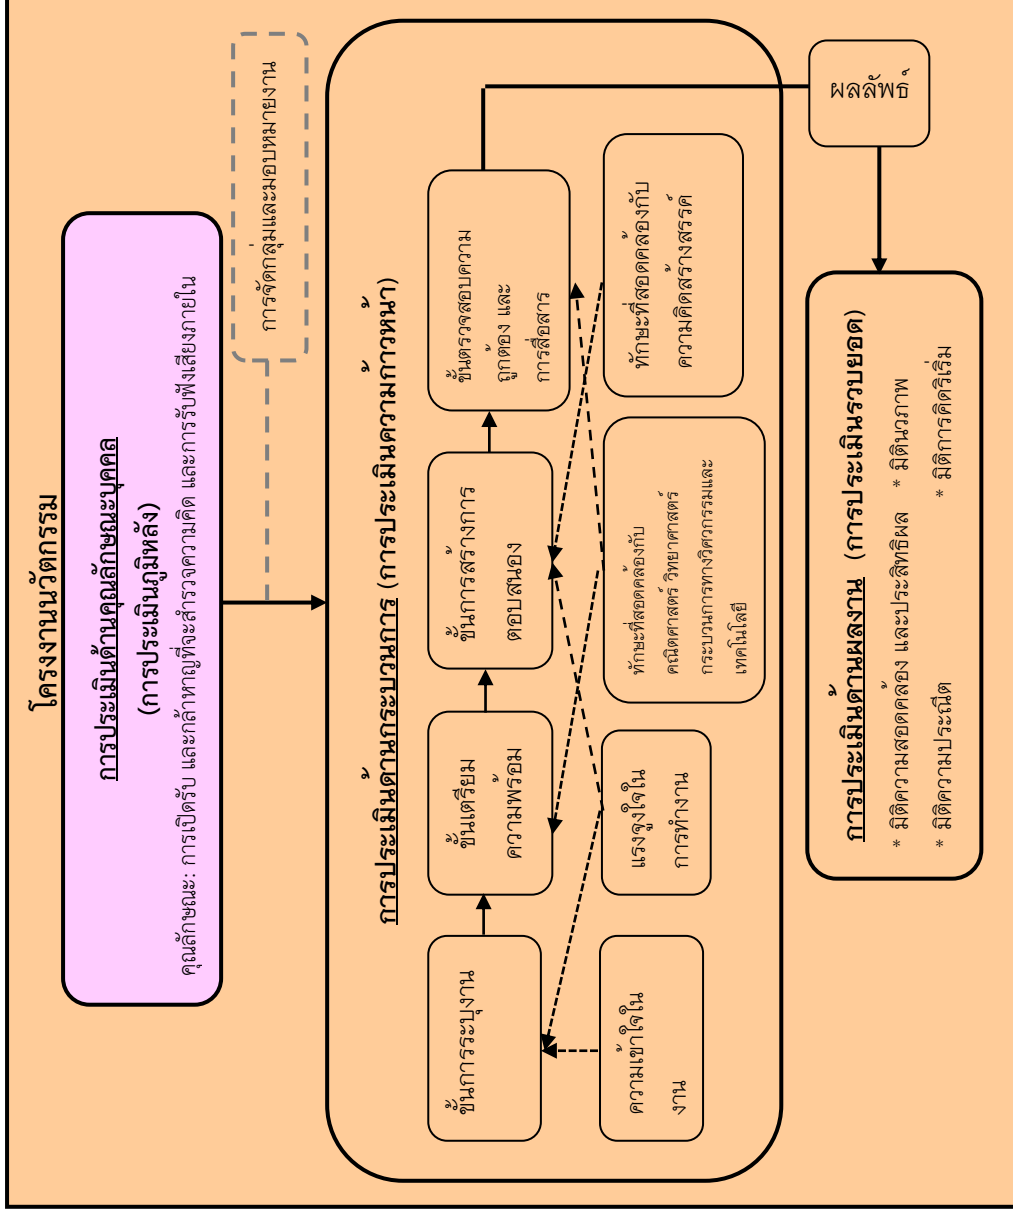 โครงงานนวัตกรรม
การประเมินด้านคุณลักษณะบุคคล
(การประเมินภูมิหลัง)
คุณลักษณะ: การเปิดรับ และกล้าหาญที่จะสำรวจความคิด และการรับฟังเสียงภายใน
การจัดกลุ่มและมอบหมายงาน
การประเมินด้านกระบวนการ (การประเมินความก้าวหน้า)
ขั้นการระบุงาน
ขั้นเตรียม
ความพร้อม
ขั้นการสร้างการ
ตอบสนอง
ขั้นตรวจสอบความ
ถูกต้อง และ
การสื่อสาร
ความเข้าใจใน
งาน
แรงจูงใจใน
การทำงาน
ทักษะที่สอดคล้องกับ
คณิตศาสตร์ วิทยาศาสตร์
กระบวนการทางวิศวกรรมและ
เทคโนโลยี
ทักษะที่สอดคล้องกับ
ความคิดสร้างสรรค์
ผลลัพธ์
การประเมินด้านผลงาน (การประเมินรวบยอด)
* มิติความสอดคล้อง และประสิทธิผล * มิตินวภาพ
* มิติความประณีต * มิติการคิดริเริ่ม